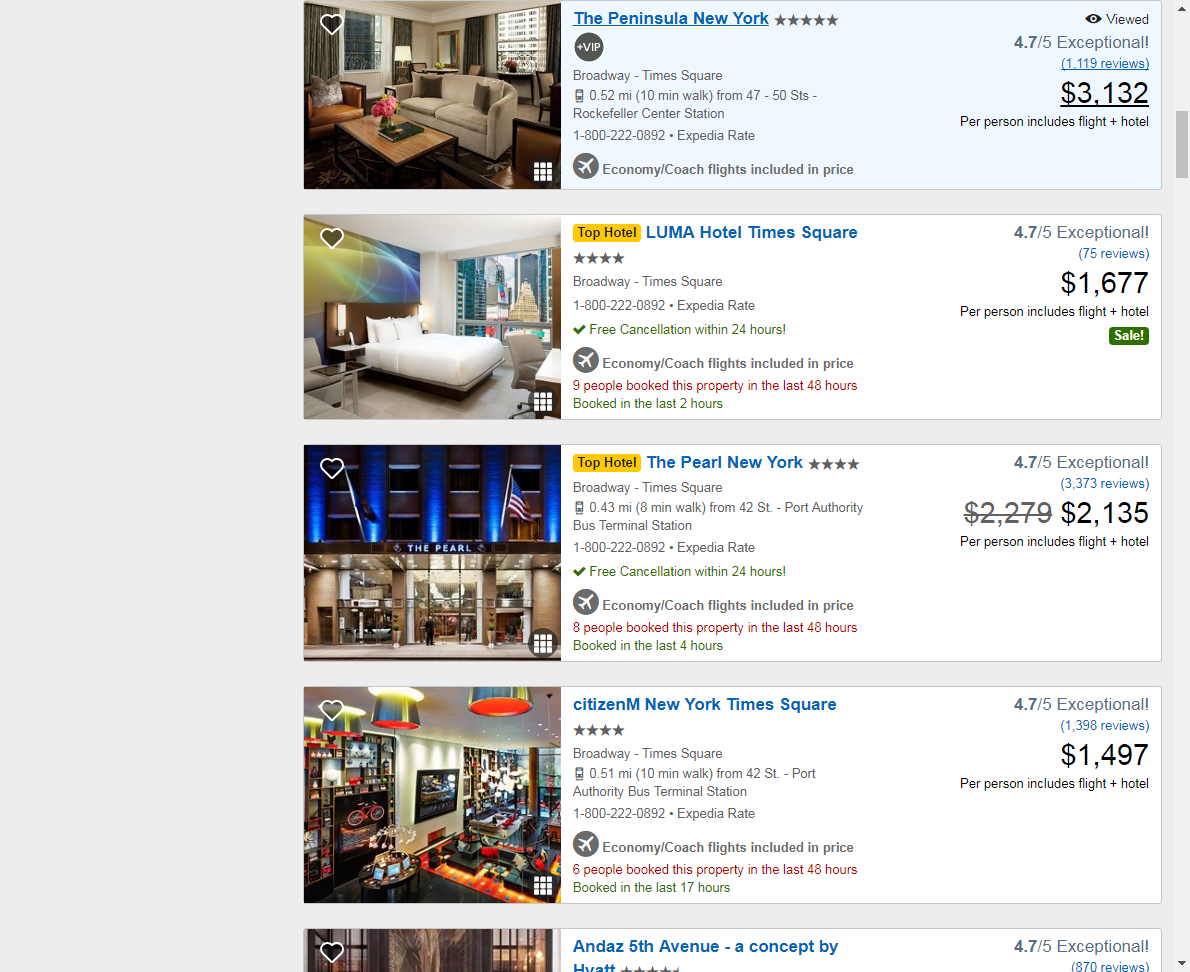 The Peninsula New York
Viewed
+VIP
4.7/5 Exceptional!
(1,119 reviews)
Broadway - Times Square
$3,132
0.52 mi (10 min walk) from 47 - 50 Sts -
Rockefeller Center Station
Per person includes flight + hotel
1-800-222-0892 • Expedia Rate
Economy/Coach flights included in price
Top Hotel LUMA Hotel Times Square
4.7/5 Exceptional!
(75 reviews)
Broadway - Times Square
$1,677
1-800-222-0892 • Expedia Rate
Per person includes flight + hotel
Free Cancellation within 24 hours!
Sale!
Economy/Coach flights included in price
9 people booked this property in the last 48 hours
Booked in the last 2 hours
THE PEARL
Top Hotel The Pearl New York
4.7/5 Exceptional!
(3,373 reviews)
Broadway - Times Square
$2,279 $2,135
0.43 mi (8 min walk) from 42 St. - Port Authority
Bus Terminal Station
Per person includes flight + hotel
1-800-222-0892 • Expedia Rate
Free Cancellation within 24 hours!
Economy/Coach flights included in price
8 people booked this property in the last 48 hours
Booked in the last 4 hours
citizenM New York Times Square
4.7/5 Exceptional!
(1,398 reviews)
Broadway - Times Square
$1,497
0.51 mi (10 min walk) from 42 St. - Port
Authority Bus Terminal Station
Per person includes flight + hotel
1-800-222-0892 • Expedia Rate
Economy/Coach flights included in price
6 people booked this property in the last 48 hours
Booked in the last 17 hours
Andaz 5th Avenue - a concept by
Hyatt
4.7/5 Exceptional!
(870 reviews)